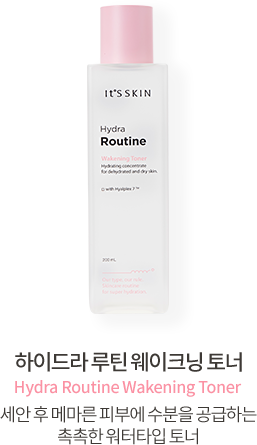 It'S SKIN
Hydra
Routine
Wakening Toner
Hydrating concentrate
for dehydrated and dry skin
with Hyalplex 7™
200 mL
하이드라 루틴 웨이크닝 토너
Hydra Routine Wakening Toner
세안 후 메마른 피부에 수분을 공급하는
촉촉한 워터타입 토너